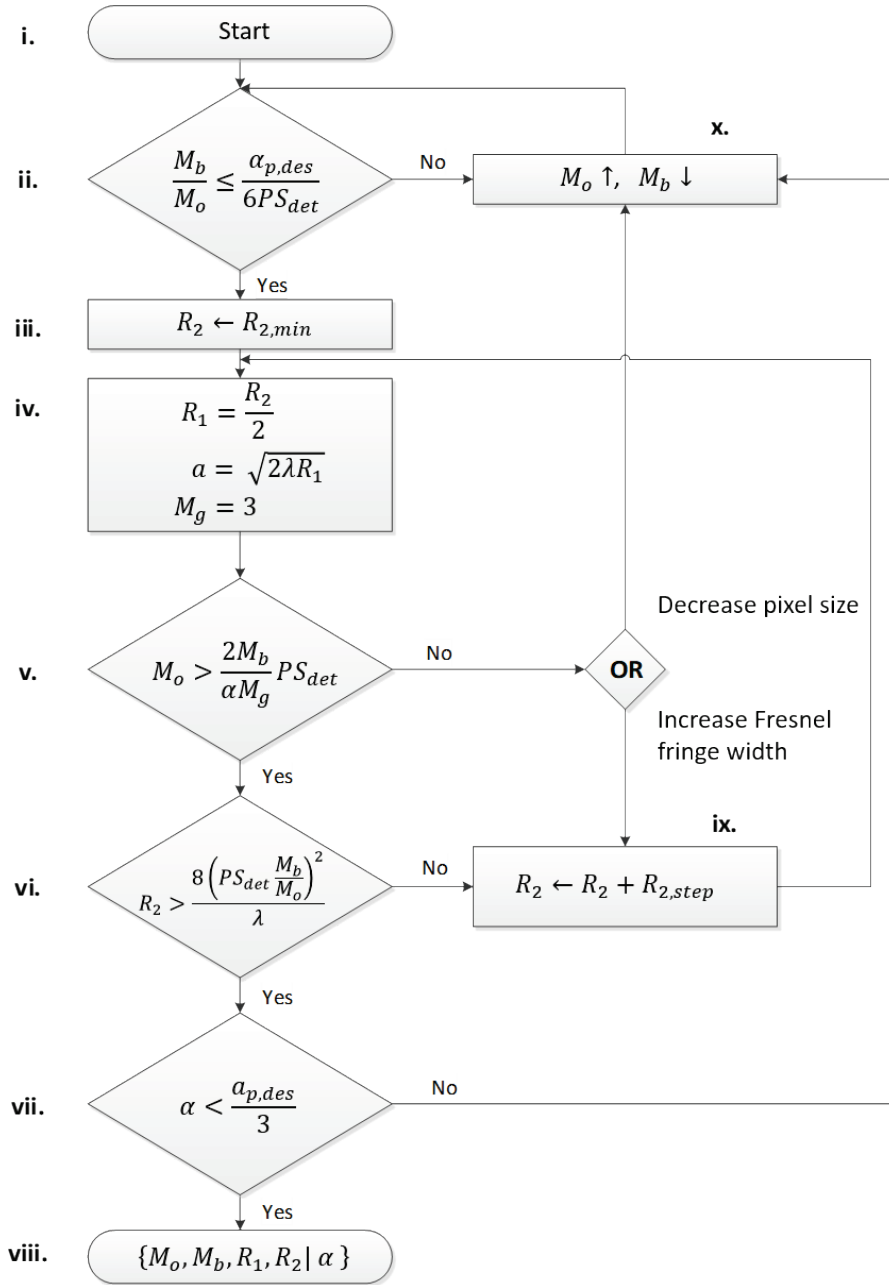 i.
Start
x.
ii.
M_b/M_o ≤ α_{p,des}/6PS_{det}
No
M_o ↑, M_b ↓
Yes
iii.
R_2 ← R_{2,min}
iv.
R_1 = R_2/2
a = √(2λR_1)
M_g = 3
v.
M_o > 2M_b/αM_g PS_{det}
No
OR
Decrease pixel size
Increase Fresnel
fringe width
Yes
ix.
vi.
R_2 > 8(PS_{det} M_b/M_o)^2/λ
No
R_2 ← R_2 + R_{2,step}
Yes
vii.
α < a_{p,des}/3
No
Yes
viii.
{M_o, M_b, R_1, R_2| α }